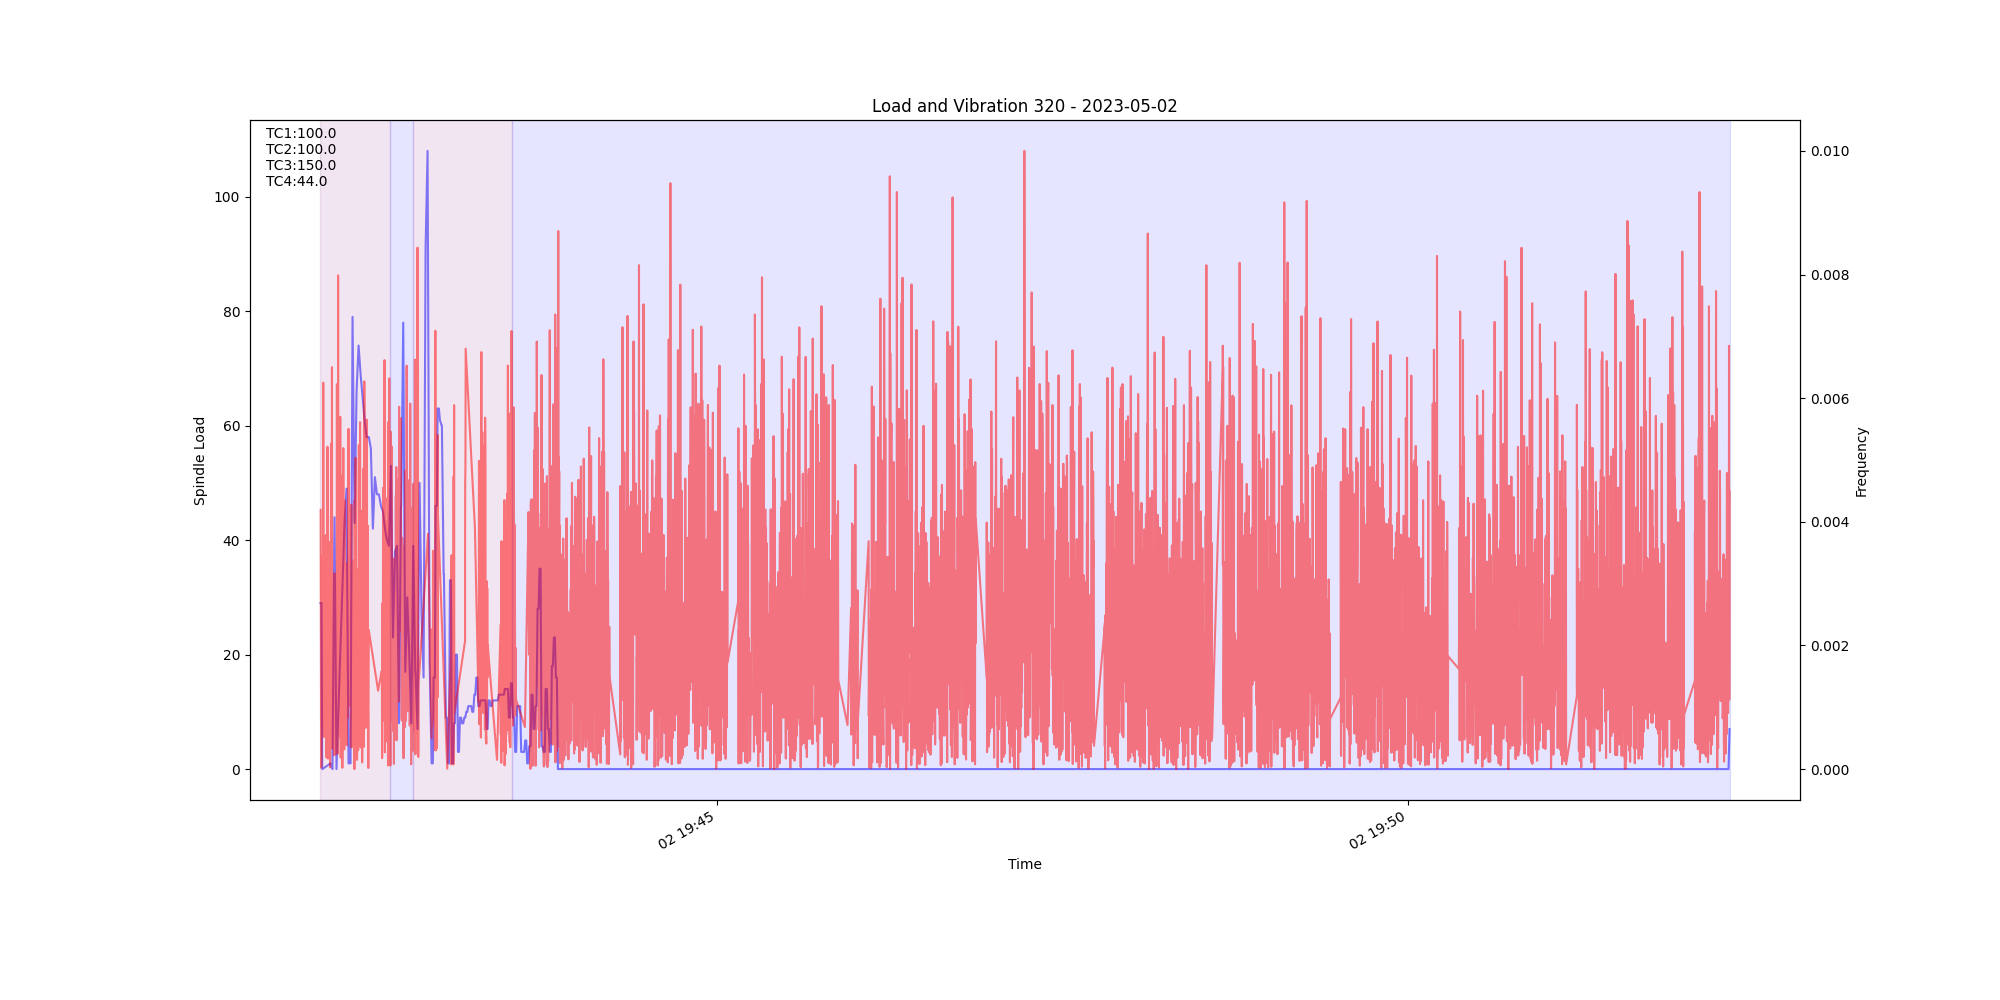 Load and Vibration 320 - 2023-05-02
TC1:100.0
TC2:100.0
TC3:150.0
TC4:44.0
100
80
60
40
20
0
Spindle Load
0.010
0.008
0.006
0.004
0.002
0.000
Frequency
02 19:45
02 19:50
Time